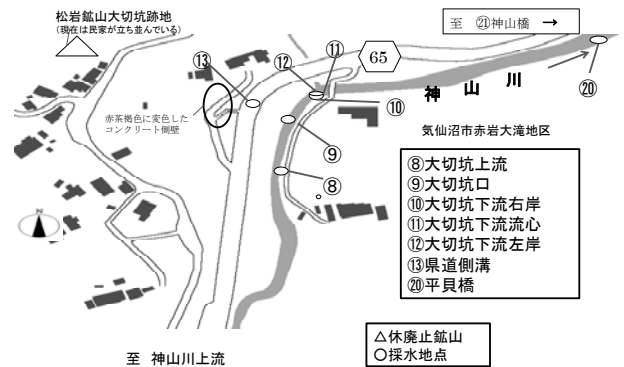 松岩鉱山大切坑跡地
(現在は民家が立ち並んでいる)
至 ㉑神山橋 →
⑬
⑫
⑪
65
⑩
神山川
⑳
赤茶褐色に変色した
コンクリート側壁
気仙沼市赤岩大滝地区
⑨
⑧
N
⑧大切坑上流
⑨大切坑口
⑩大切坑下流右岸
⑪大切坑下流流心
⑫大切坑下流左岸
⑬県道側溝
⑳平貝橋
△休廃止鉱山
○採水地点
至 神山川上流